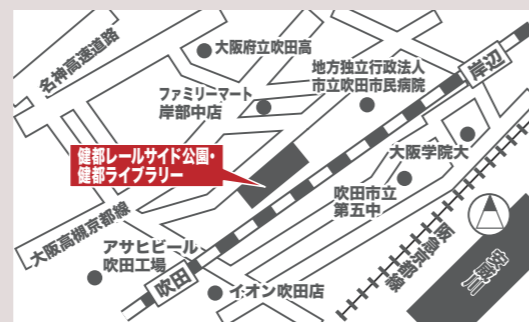 名神高速道路
大阪府立吹田高
岸辺
地方独立行政法人
市立吹田市民病院
ファミリーマート
岸部中店
健都レールサイド公園・
健都ライブラリー
大阪学院大
吹田市立
第五中
大阪高槻京都線
アサヒビール
吹田工場
吹田
イオン吹田店
阪急京都線
安威川